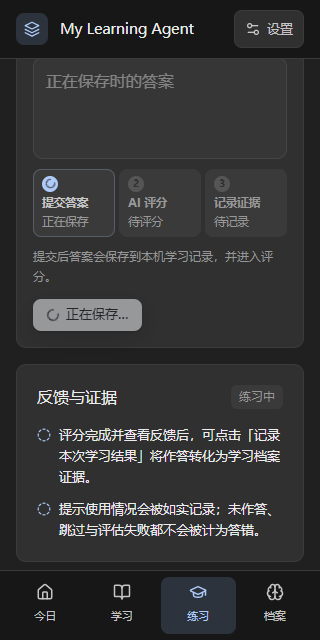 My Learning Agent
设置
正在保存时的答案
提交答案
正在保存
2
AI 评分
待评分
3
记录证据
待记录
提交后答案会保存到本机学习记录，并进入评
分。
正在保存...
反馈与证据
练习中
评分完成并查看反馈后，可点击「记录
本次学习结果」将作答转化为学习档案
证据。
提示使用情况会被如实记录；未作答、
跳过与评估失败都不会被计为答错。
今日
学习
练习
档案